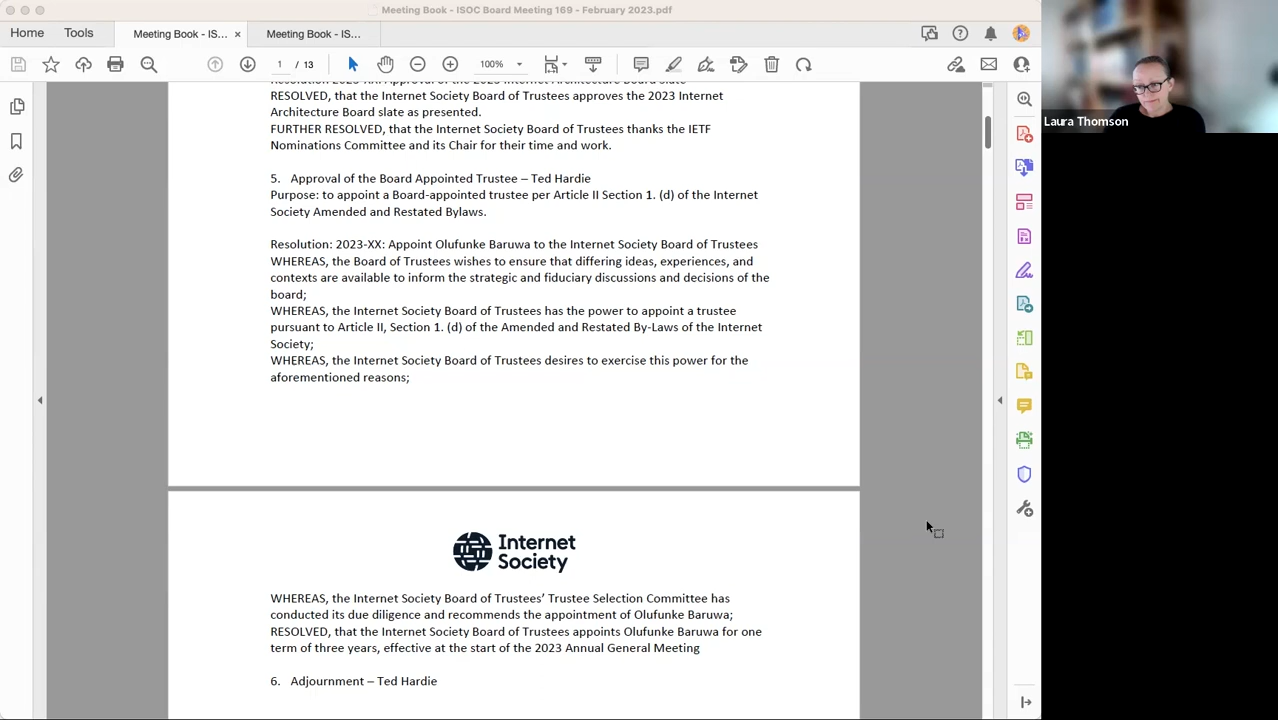 Meeting Book - ISOC Board Meeting 169 - February 2023.pdf
Home
Tools
Meeting Book - IS...
×
Meeting Book - IS...
1 / 13
100%
RESOLVED, that the Internet Society Board of Trustees approves the 2023 Internet
Architecture Board slate as presented.
FURTHER RESOLVED, that the Internet Society Board of Trustees thanks the IETF
Nominations Committee and its Chair for their time and work.
5. Approval of the Board Appointed Trustee – Ted Hardie
Purpose: to appoint a Board-appointed trustee per Article II Section 1. (d) of the Internet
Society Amended and Restated Bylaws.
Resolution: 2023-XX: Appoint Olufunke Baruwa to the Internet Society Board of Trustees
WHEREAS, the Board of Trustees wishes to ensure that differing ideas, experiences, and
contexts are available to inform the strategic and fiduciary discussions and decisions of the
board;
WHEREAS, the Internet Society Board of Trustees has the power to appoint a trustee
pursuant to Article II, Section 1. (d) of the Amended and Restated By-Laws of the Internet
Society;
WHEREAS, the Internet Society Board of Trustees desires to exercise this power for the
aforementioned reasons;
Internet
Society
WHEREAS, the Internet Society Board of Trustees’ Trustee Selection Committee has
conducted its due diligence and recommends the appointment of Olufunke Baruwa;
RESOLVED, that the Internet Society Board of Trustees appoints Olufunke Baruwa for one
term of three years, effective at the start of the 2023 Annual General Meeting
6. Adjournment – Ted Hardie
Laura Thomson